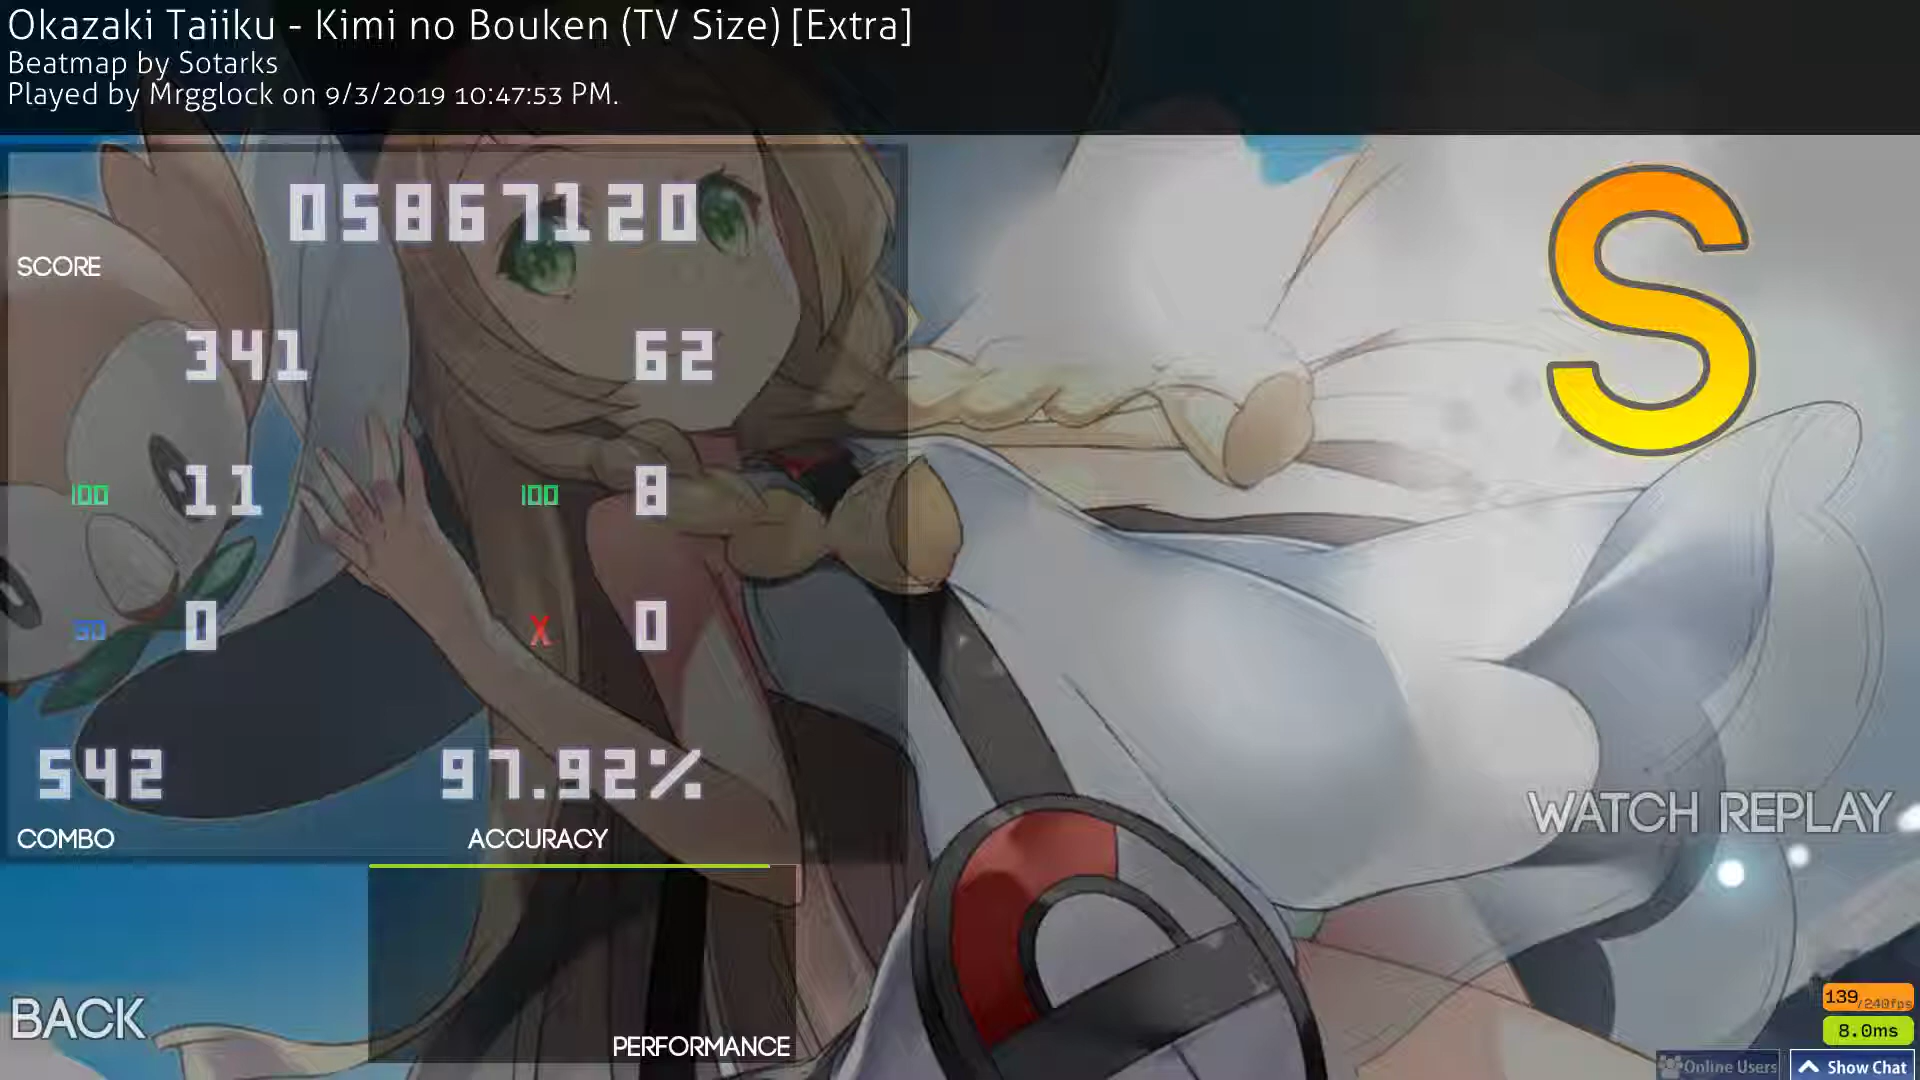 Okazaki Taiiku - Kimi no Bouken (TV Size) [Extra]
Beatmap by Sotarks
Played by Mrgglock on 9/3/2019 10:47:53 PM.
05867120
SCORE
341 62
100 11 100 8
50 0 X 0
542 97.92%
COMBO ACCURACY
WATCH REPLAY
BACK
PERFORMANCE
139/240fps
8.0ms
Online Users
Show Chat
S